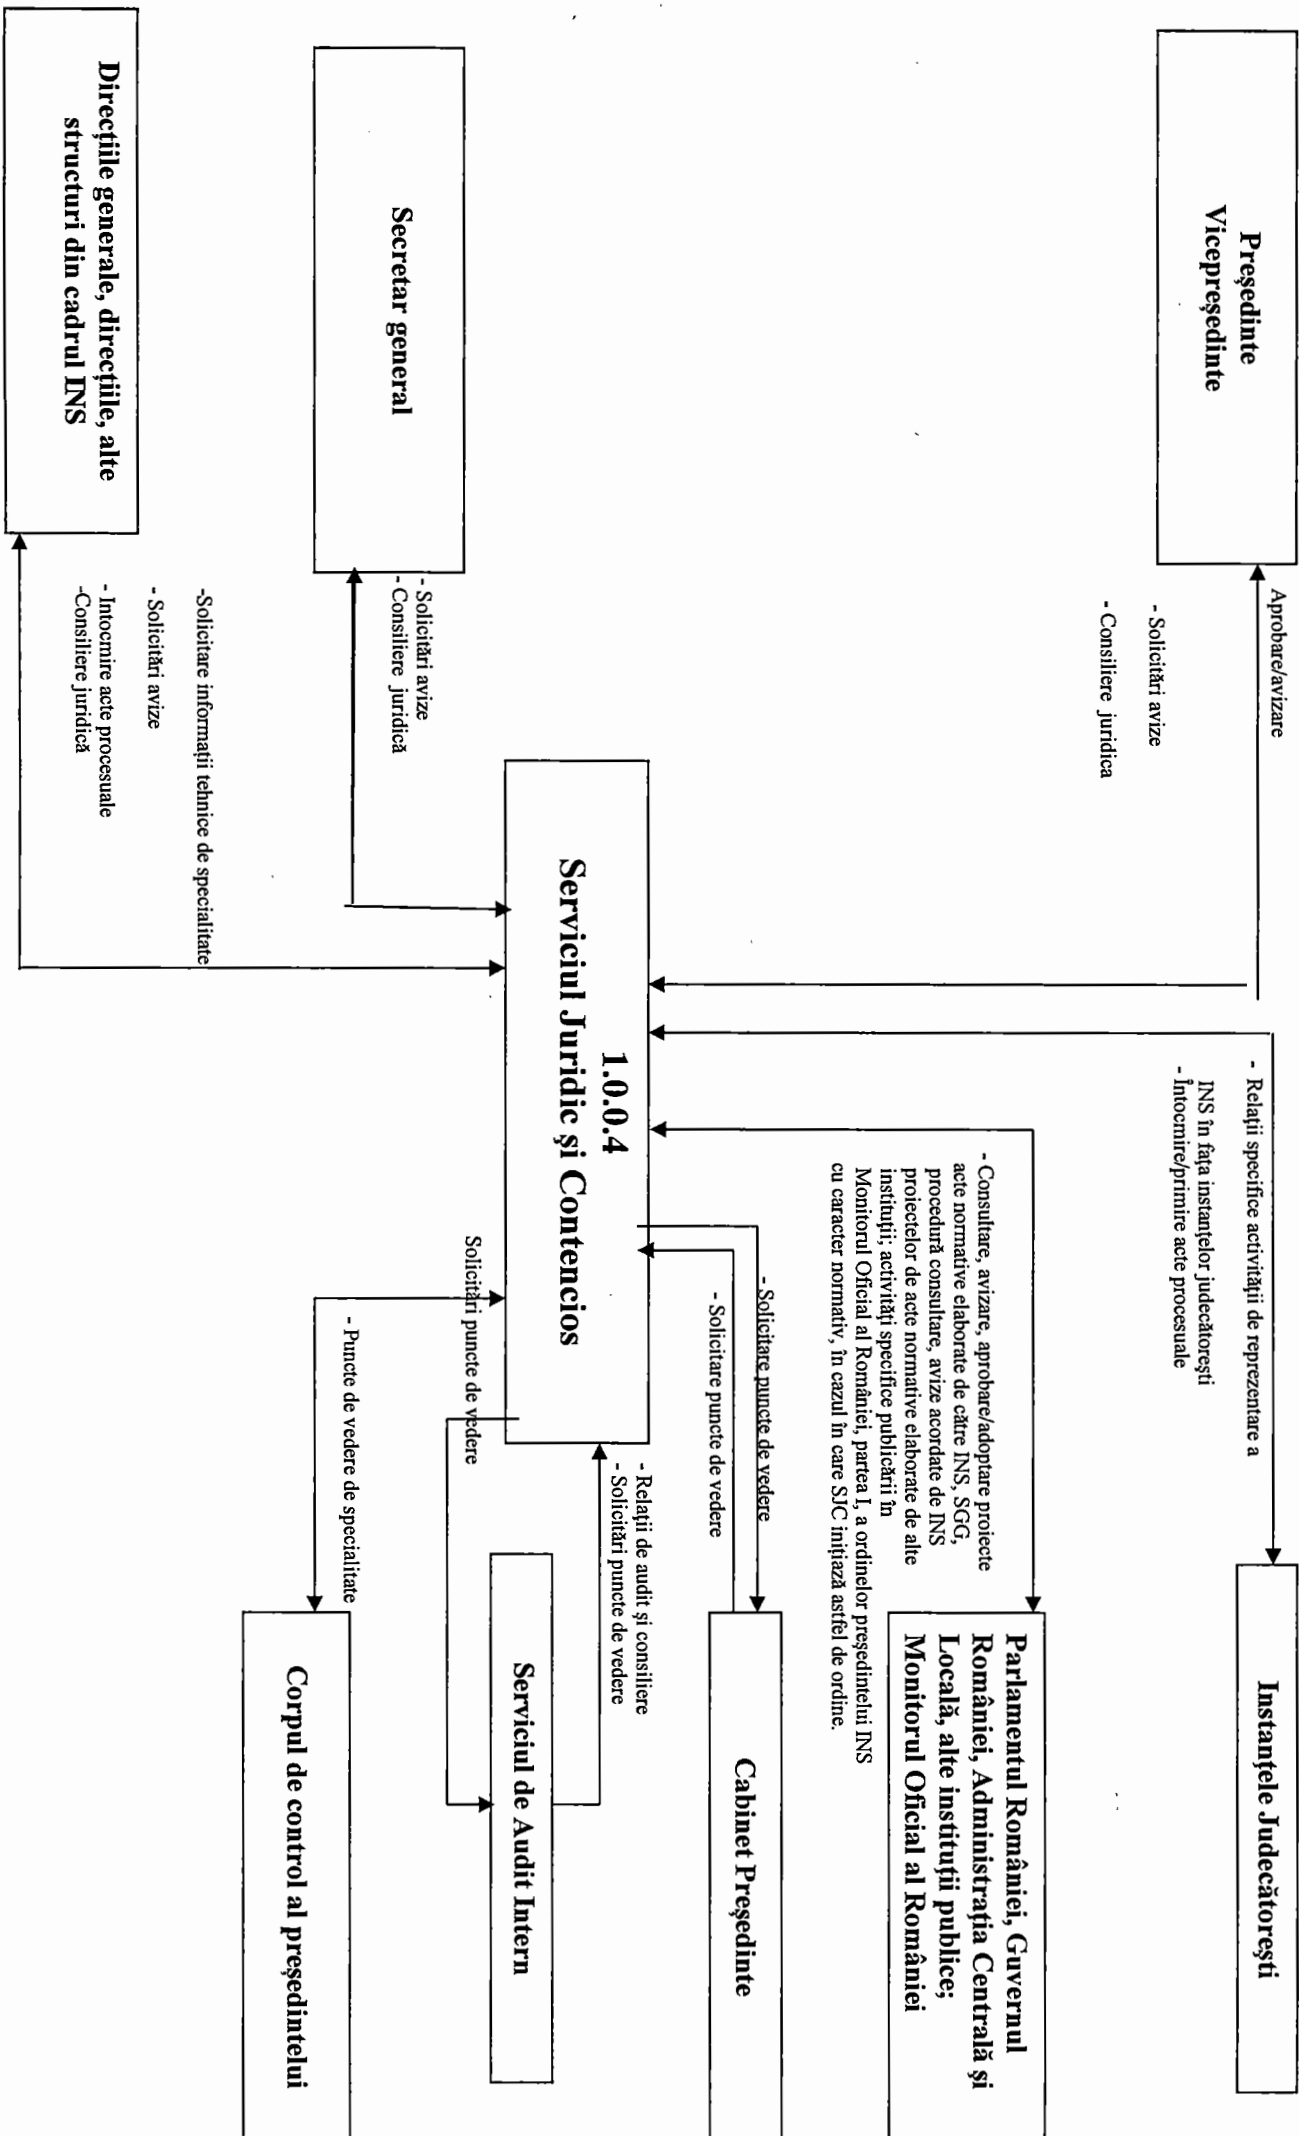 Președinte
Vicepreședinte
Aprobare/avizare
- Solicitări avize
- Consiliere juridica
Secretar general
- Solicitări avize
- Consiliere juridică
Direcțiile generale, direcțiile, alte
structuri din cadrul INS
-Solicitare informații tehnice de specialitate
- Solicitări avize
- Intocmire acte procesuale
-Consiliere juridică
1.0.0.4
Serviciul Juridic și Contencios
- Relații specifice activității de reprezentare a
INS în fața instanțelor judecătorești
- Întocmire/primire acte procesuale
Instanțele Judecătorești
- Consultare, avizare, aprobare/adoptare proiecte
acte normative elaborate de către INS, SGG,
procedură consultare, avize acordate de INS
proiectelor de acte normative elaborate de alte
instituții; activități specifice publicării în
Monitorul Oficial al României, partea I, a ordinelor președintelui INS
cu caracter normativ, în cazul în care SJC inițiază astfel de ordine.
Parlamentul României, Guvernul
României, Administrația Centrală și
Locală, alte instituții publice;
Monitorul Oficial al României
- Solicitare puncte de vedere
- Solicitare puncte de vedere
Cabinet Președinte
- Relații de audit și consiliere
- Solicitări puncte de vedere
Solicitări puncte de vedere
Serviciul de Audit Intern
- Puncte de vedere de specialitate
Corpul de control al președintelui